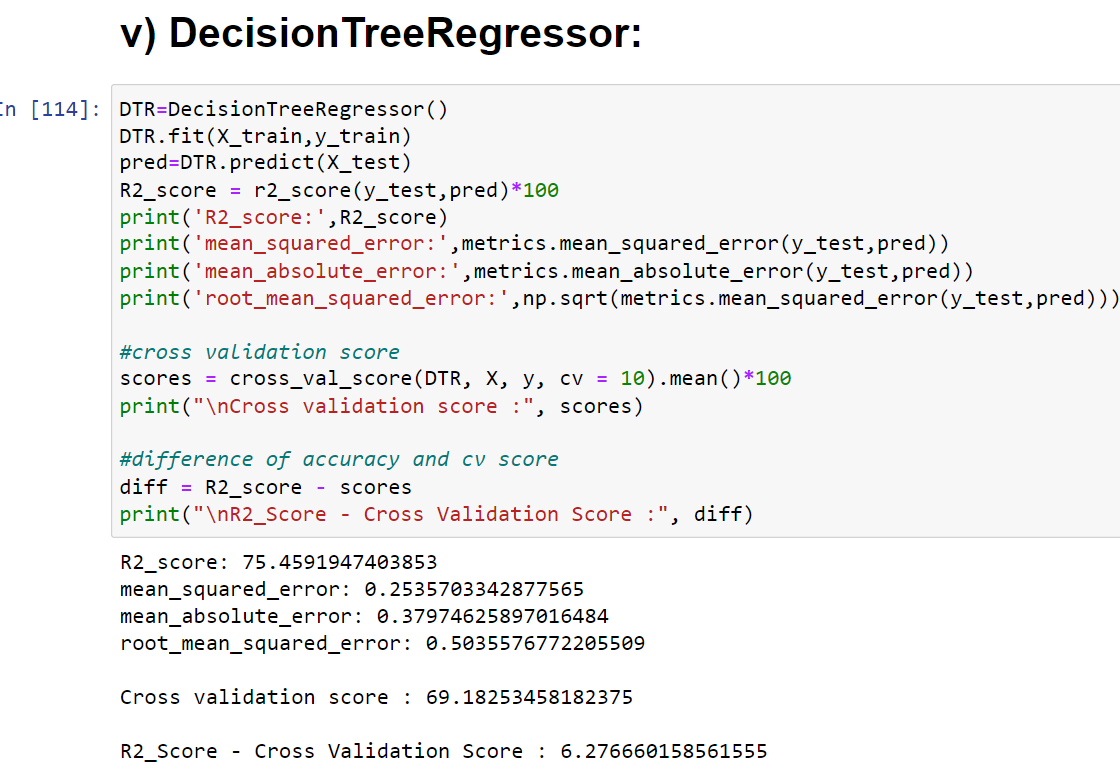 v) DecisionTreeRegressor:
In [114]:
DTR=DecisionTreeRegressor()
DTR.fit(X_train,y_train)
pred=DTR.predict(X_test)
R2_score = r2_score(y_test,pred)*100
print('R2_score:',R2_score)
print('mean_squared_error:',metrics.mean_squared_error(y_test,pred))
print('mean_absolute_error:',metrics.mean_absolute_error(y_test,pred))
print('root_mean_squared_error:',np.sqrt(metrics.mean_squared_error(y_test,pred)))
#cross validation score
scores = cross_val_score(DTR, X, y, cv = 10).mean()*100
print("\nCross validation score :", scores)
#difference of accuracy and cv score
diff = R2_score - scores
print("\nR2_Score - Cross Validation Score :", diff)
R2_score: 75.4591947403853
mean_squared_error: 0.2535703342877565
mean_absolute_error: 0.37974625897016484
root_mean_squared_error: 0.5035576772205509
Cross validation score : 69.18253458182375
R2_Score - Cross Validation Score : 6.276660158561555